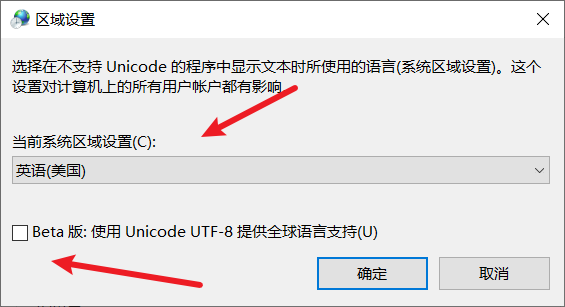 区域设置
选择在不支持 Unicode 的程序中显示文本时所使用的语言(系统区域设置)。这个
设置对计算机上的所有用户帐户都有影响
当前系统区域设置(C):
英语(美国)
Beta 版: 使用 Unicode UTF-8 提供全球语言支持(U)
确定
取消